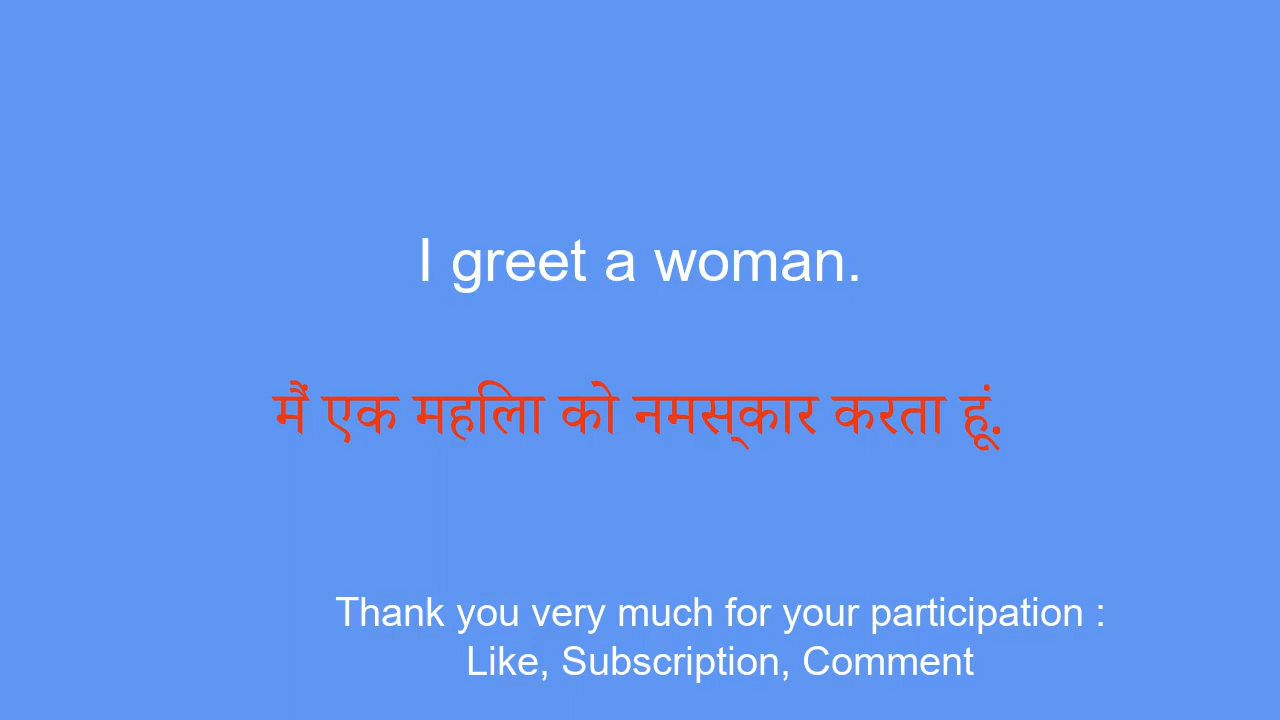 I greet a woman.
मैं एक महिला को नमस्कार करता हूं.
Thank you very much for your participation :
Like, Subscription, Comment